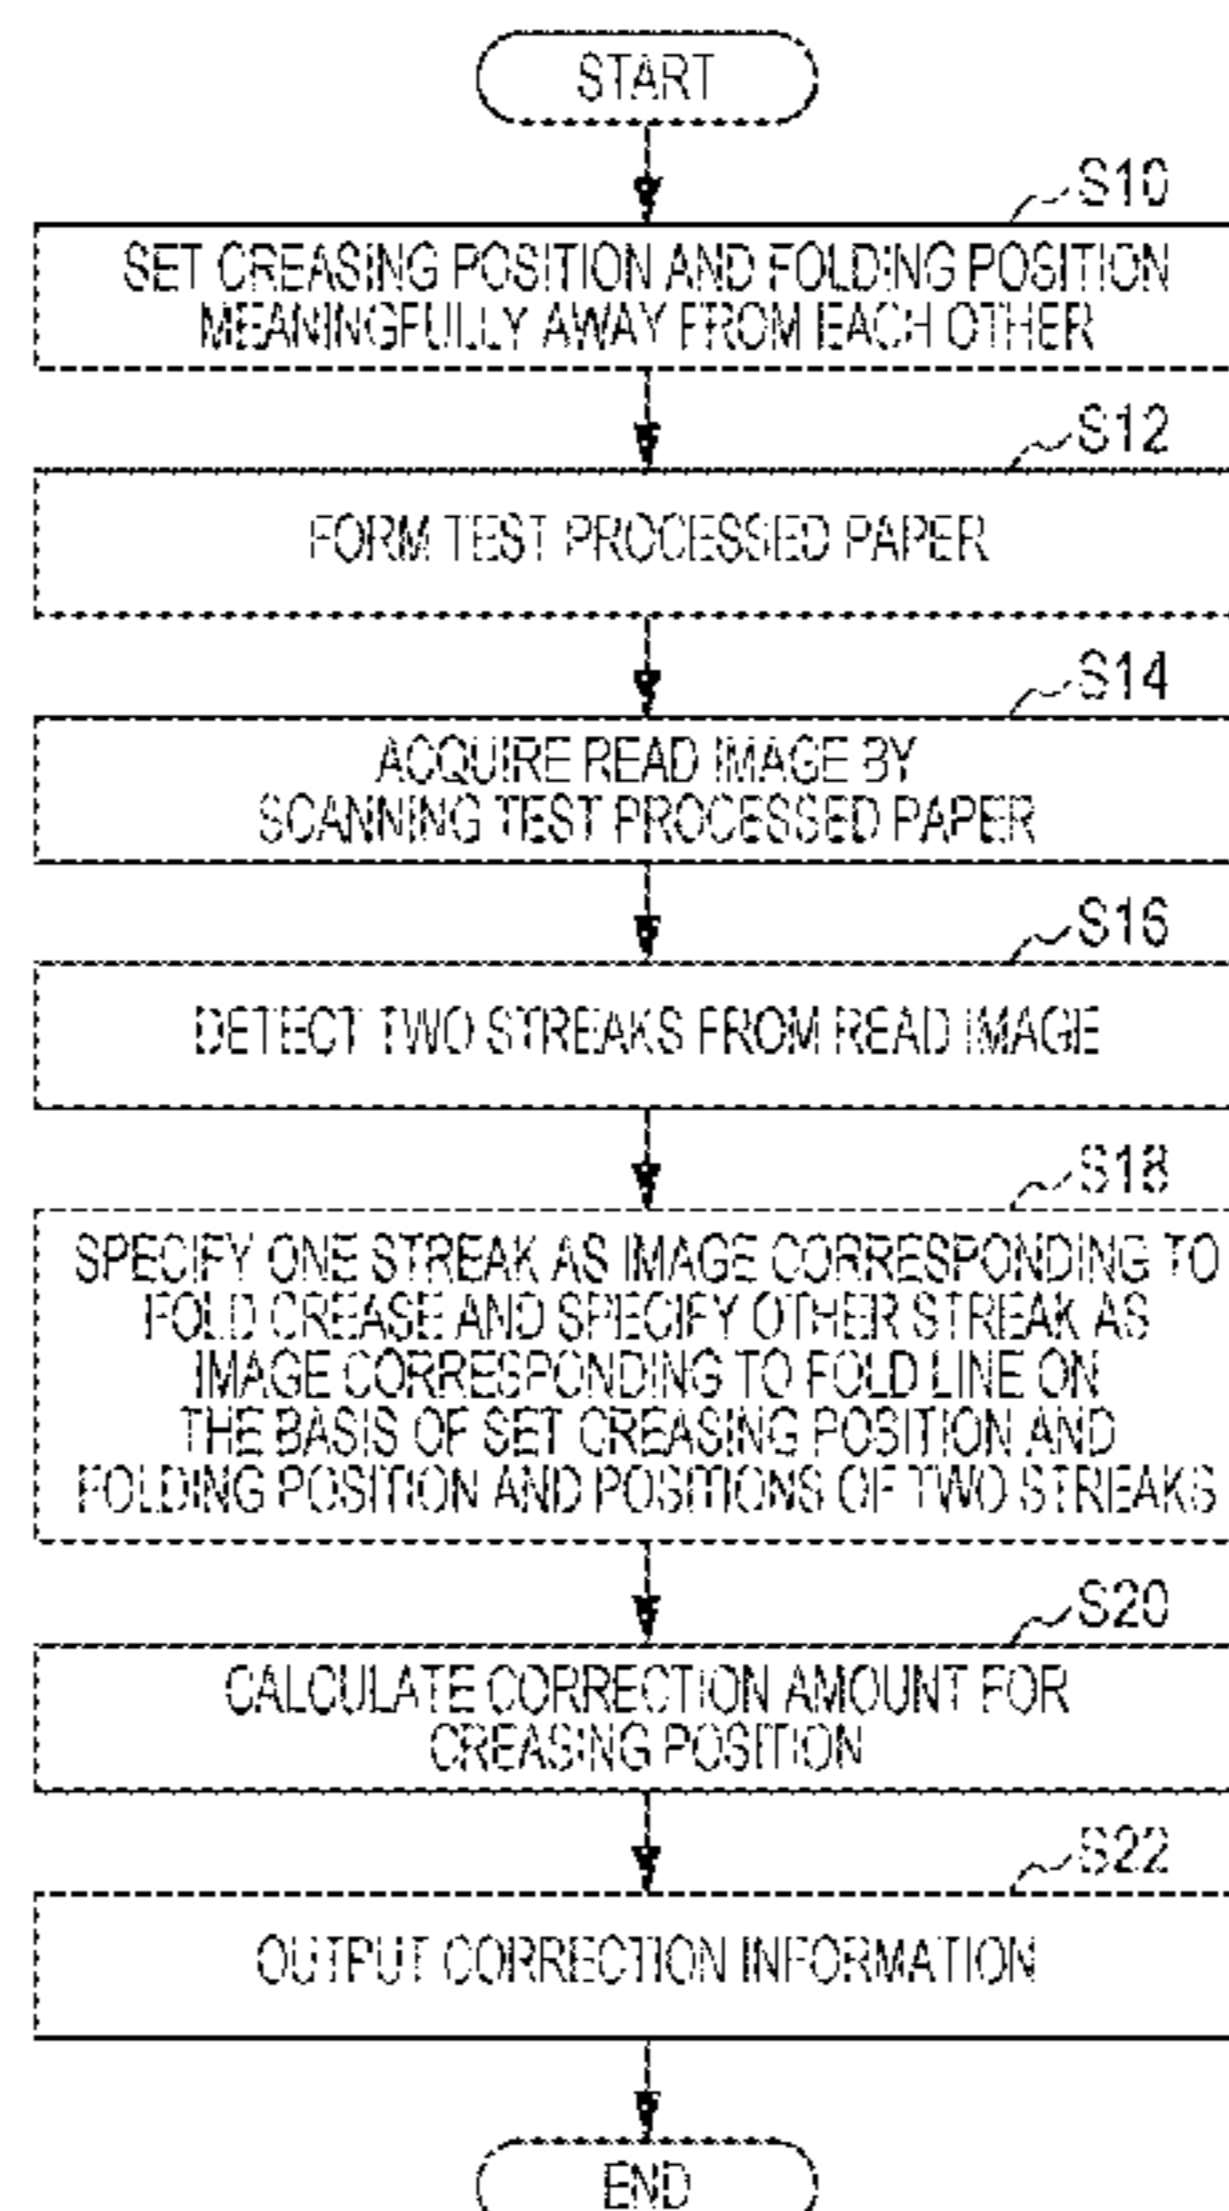 START
S10
SET CREASING POSITION AND FOLDING POSITION
MEANINGFULLY AWAY FROM EACH OTHER
S12
FORM TEST PROCESSED PAPER
S14
ACQUIRE READ IMAGE BY
SCANNING TEST PROCESSED PAPER
S16
DETECT TWO STREAKS FROM READ IMAGE
S18
SPECIFY ONE STREAK AS IMAGE CORRESPONDING TO
FOLD CREASE AND SPECIFY OTHER STREAK AS
IMAGE CORRESPONDING TO FOLD LINE ON
THE BASIS OF SET CREASING POSITION AND
FOLDING POSITION AND POSITIONS OF TWO STREAKS
S20
CALCULATE CORRECTION AMOUNT FOR
CREASING POSITION
S22
OUTPUT CORRECTION INFORMATION
END